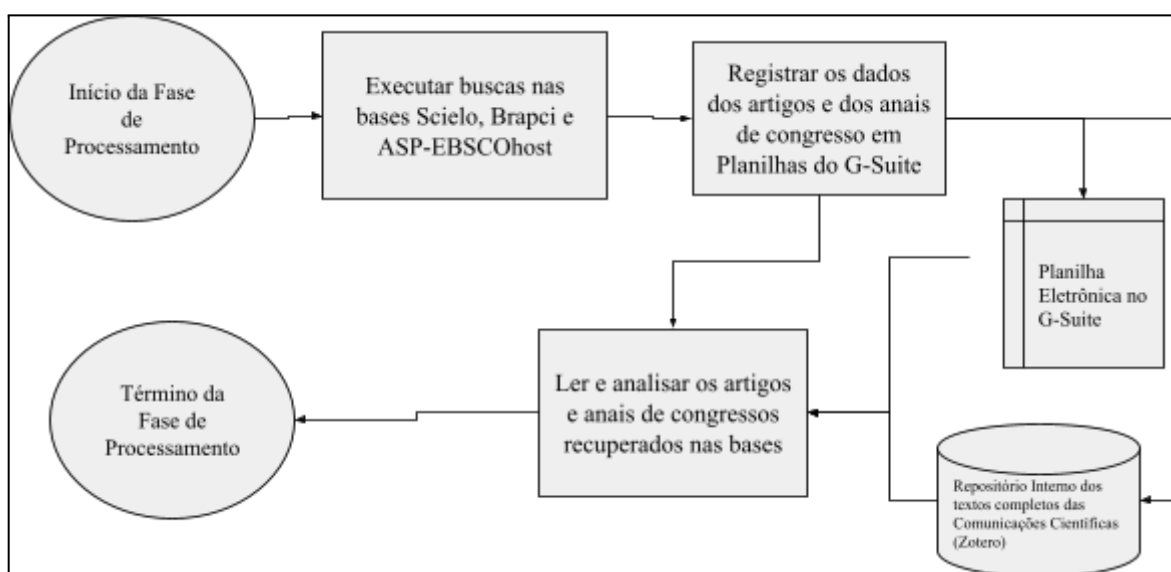 Início da Fase
de
Processamento
Executar buscas nas
bases Scielo, Brapci e
ASP-EBSCOhost
Registrar os dados
dos artigos e dos anais
de congresso em
Planilhas do G-Suite
Planilha
Eletrônica no
G-Suite
Término da
Fase de
Processamento
Ler e analisar os artigos
e anais de congressos
recuperados nas bases
Repositório Interno dos
textos completos das
Comunicações Científicas
(Zotero)